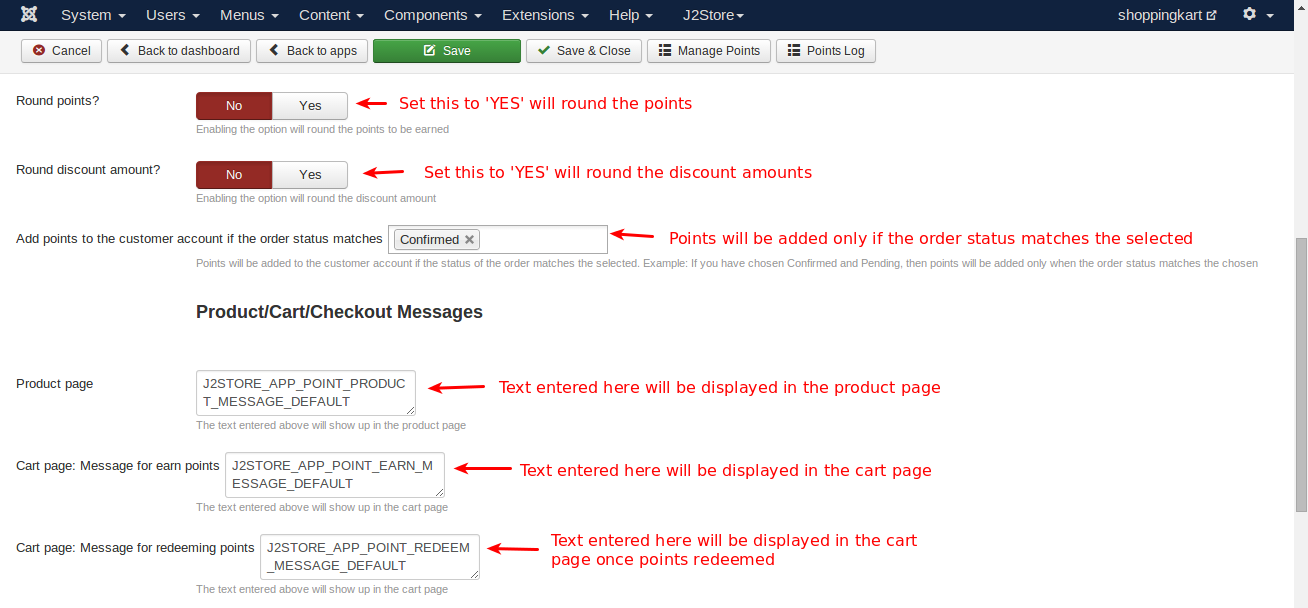 System Users Menus Content Components Extensions Help J2Store shoppingkart
Cancel Back to dashboard Back to apps Save Save & Close Manage Points Points Log
Round points? No Yes Set this to 'YES' will round the points
Enabling the option will round the points to be earned
Round discount amount? No Yes Set this to 'YES' will round the discount amounts
Enabling the option will round the discount amount
Add points to the customer account if the order status matches Confirmed Points will be added only if the order status matches the selected
Points will be added to the customer account if the status of the order matches the selected. Example: If you have chosen Confirmed and Pending, then points will be added only when the order status matches the chosen
Product/Cart/Checkout Messages
Product page
J2STORE_APP_POINT_PRODUC
T_MESSAGE_DEFAULT
Text entered here will be displayed in the product page
The text entered above will show up in the product page
Cart page: Message for earn points
J2STORE_APP_POINT_EARN_M
ESSAGE_DEFAULT
Text entered here will be displayed in the cart page
The text entered above will show up in the cart page
Cart page: Message for redeeming points
J2STORE_APP_POINT_REDEEM
_MESSAGE_DEFAULT
Text entered here will be displayed in the cart
page once points redeemed
The text entered above will show up in the cart page